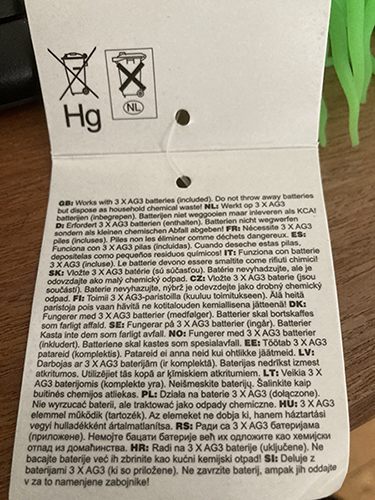 NL
Hg
GB: Works with 3 X AG3 batteries (included). Do not throw away batteries
but dispose as household chemical waste! NL: Werkt op 3 X AG3
batterijen (inbegrepen). Batterijen niet weggooien maar inleveren als KCA!
D: Erfordert 3 X AG3 batterien (enthalten). Batterien nicht wegwerfen
sondern als kleinen chemischen Abfall abgeben! FR: Nécessite 3 X AG3
piles (incluses). Piles non les éliminer comme déchets dangereux. ES:
Funciona con 3 X AG3 pilas (incluidas). Cuando deseche estas pilas,
deposítelas como pequeños residuos químicos! IT: Funziona con batterie
3 X AG3 (incluse). Le batterie devono essere smaltite come rifiuti chimici!
SK: Vložte 3 X AG3 batérie (sú súčasťou). Batérie nevyhadzujte, ale je
odovzdajte ako malý chemický odpad. CZ: Vložte 3 X AG3 baterie (jsou
součástí). Baterie nevyhazujte, nýbrž je odevzdejte jako drobný chemický
odpad. FI: Toimii 3 X AG3-paristolla (kuuluu toimitukseen). Älä heitä
paristoja pois vaan hävitä ne kotitalouden kemiallisena jätteenä! DK:
Fungerer med 3 X AG3 batterier (medfølger). Batterier skal bortskaffes
som farligt affald. SE: Fungerar på 3 X AG3 batterier (ingår). Batterier
Kasta inte dem som farligt avfall. NO: Fungerer med 3 X AG3 batterier
(inkludert). Batteriene skal kastes som spesialavfall. EE: Töötab 3 X AG3
patareid (komplektis). Patareid ei anna neid kui ohtlikke jäätmeid. LV:
Darbojas ar 3 X AG3 baterijām (ir komplektā). Baterijas nedrīkst izmest
atkritumos. Utilizējiet tās kopā ar ķīmiskiem atkritumiem. LT: Veikia 3 X
AG3 baterijomis (komplekte yra). Neišmeskite baterijų. Šalinkite kaip
buitinės chemijos atliekas. PL: Działa na baterie 3 X AG3 (dołączone).
Nie wyrzucać baterii, ale traktować jako odpady chemiczne. HU: 3 X AG3
elemmel működik (tartozék). Az elemeket ne dobja ki, hanem háztartási
vegyi hulladékként ártalmatlanítsa. RS: Ради са 3 X AG3 батеријама
(приложене). Немојте бацати батерије већ их одложите као хемијски
отпад из домаћинства. HR: Radi na 3 X AG3 baterije (uključene). Ne
bacajte baterije već ih zbrinite kao kućni kemijski otpad! SI: Deluje z
baterijami 3 X AG3 (ki so priložene). Ne zavrzite baterij, ampak jih oddajte
v za to namenjene zabojnike!